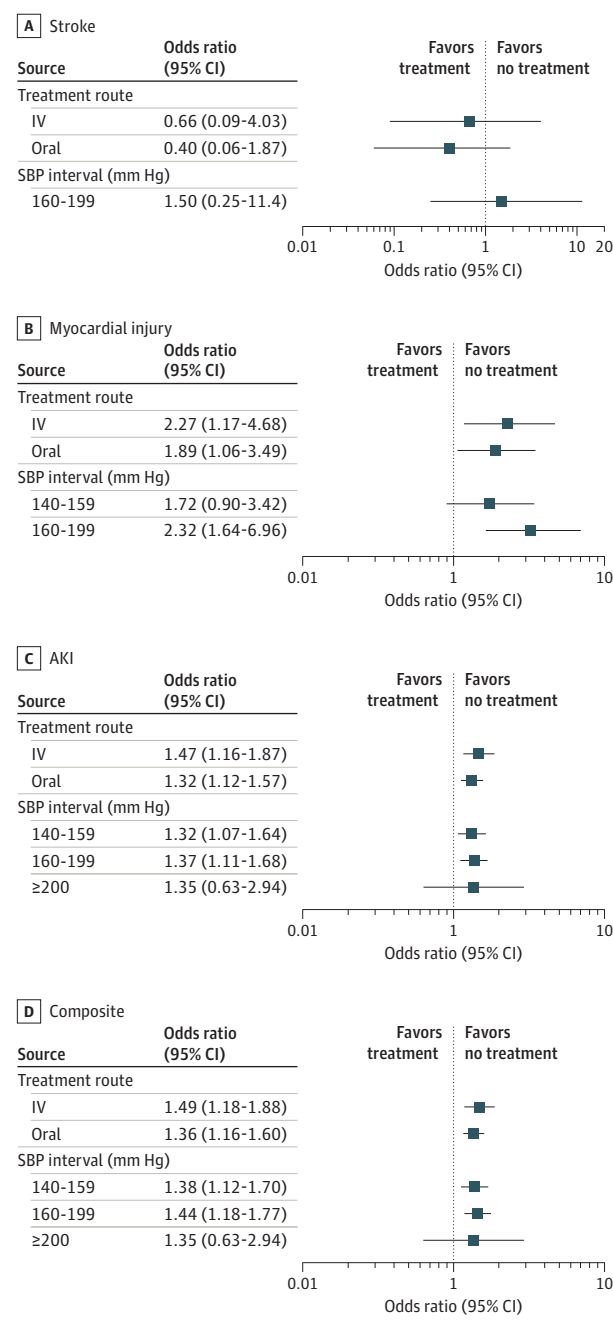 A Stroke
Source Odds ratio (95% CI) Favors treatment Favors no treatment
Treatment route
IV 0.66 (0.09-4.03)
Oral 0.40 (0.06-1.87)
SBP interval (mm Hg)
160-199 1.50 (0.25-11.4)
0.01 0.1 1 10 20
Odds ratio (95% CI)
B Myocardial injury
Source Odds ratio (95% CI) Favors treatment Favors no treatment
Treatment route
IV 2.27 (1.17-4.68)
Oral 1.89 (1.06-3.49)
SBP interval (mm Hg)
140-159 1.72 (0.90-3.42)
160-199 2.32 (1.64-6.96)
0.01 1 10
Odds ratio (95% CI)
C AKI
Source Odds ratio (95% CI) Favors treatment Favors no treatment
Treatment route
IV 1.47 (1.16-1.87)
Oral 1.32 (1.12-1.57)
SBP interval (mm Hg)
140-159 1.32 (1.07-1.64)
160-199 1.37 (1.11-1.68)
≥200 1.35 (0.63-2.94)
0.01 1 10
Odds ratio (95% CI)
D Composite
Source Odds ratio (95% CI) Favors treatment Favors no treatment
Treatment route
IV 1.49 (1.18-1.88)
Oral 1.36 (1.16-1.60)
SBP interval (mm Hg)
140-159 1.38 (1.12-1.70)
160-199 1.44 (1.18-1.77)
≥200 1.35 (0.63-2.94)
0.01 1 10
Odds ratio (95% CI)